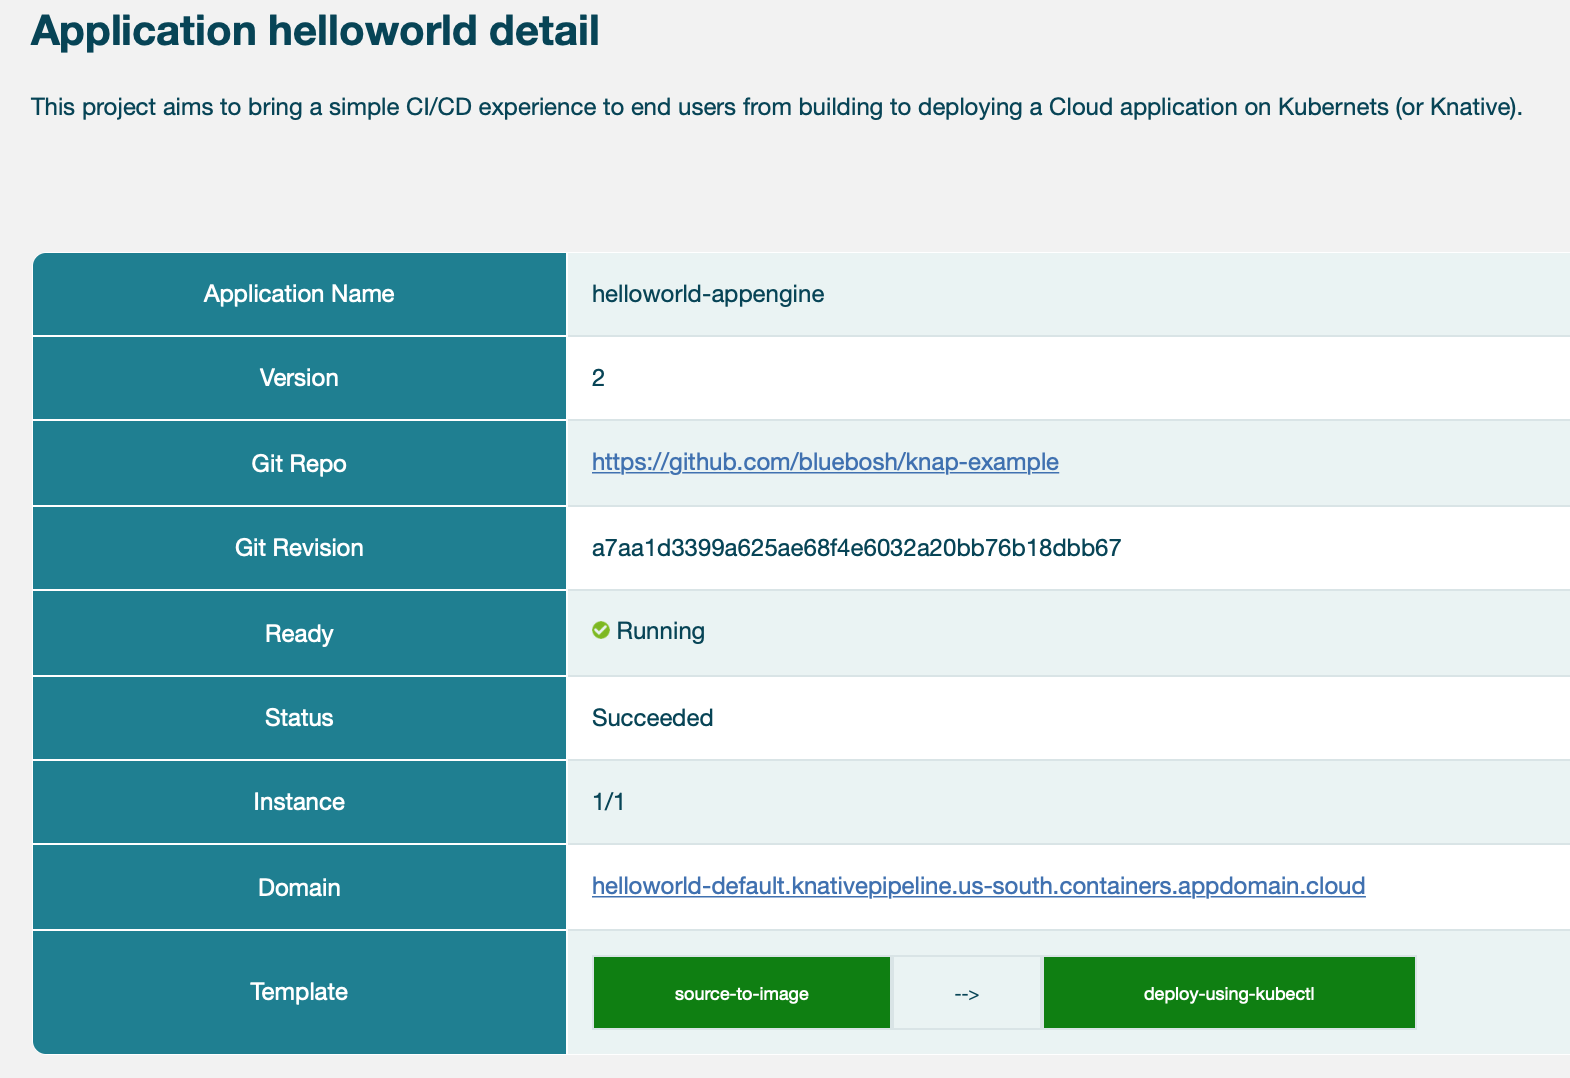 Application helloworld detail
This project aims to bring a simple CI/CD experience to end users from building to deploying a Cloud application on Kubernets (or Knative).
Application Name helloworld-appengine
Version 2
Git Repo https://github.com/bluebosh/knap-example
Git Revision a7aa1d3399a625ae68f4e6032a20bb76b18dbb67
Ready Running
Status Succeeded
Instance 1/1
Domain helloworld-default.knativepipeline.us-south.containers.appdomain.cloud
Template source-to-image --> deploy-using-kubectl